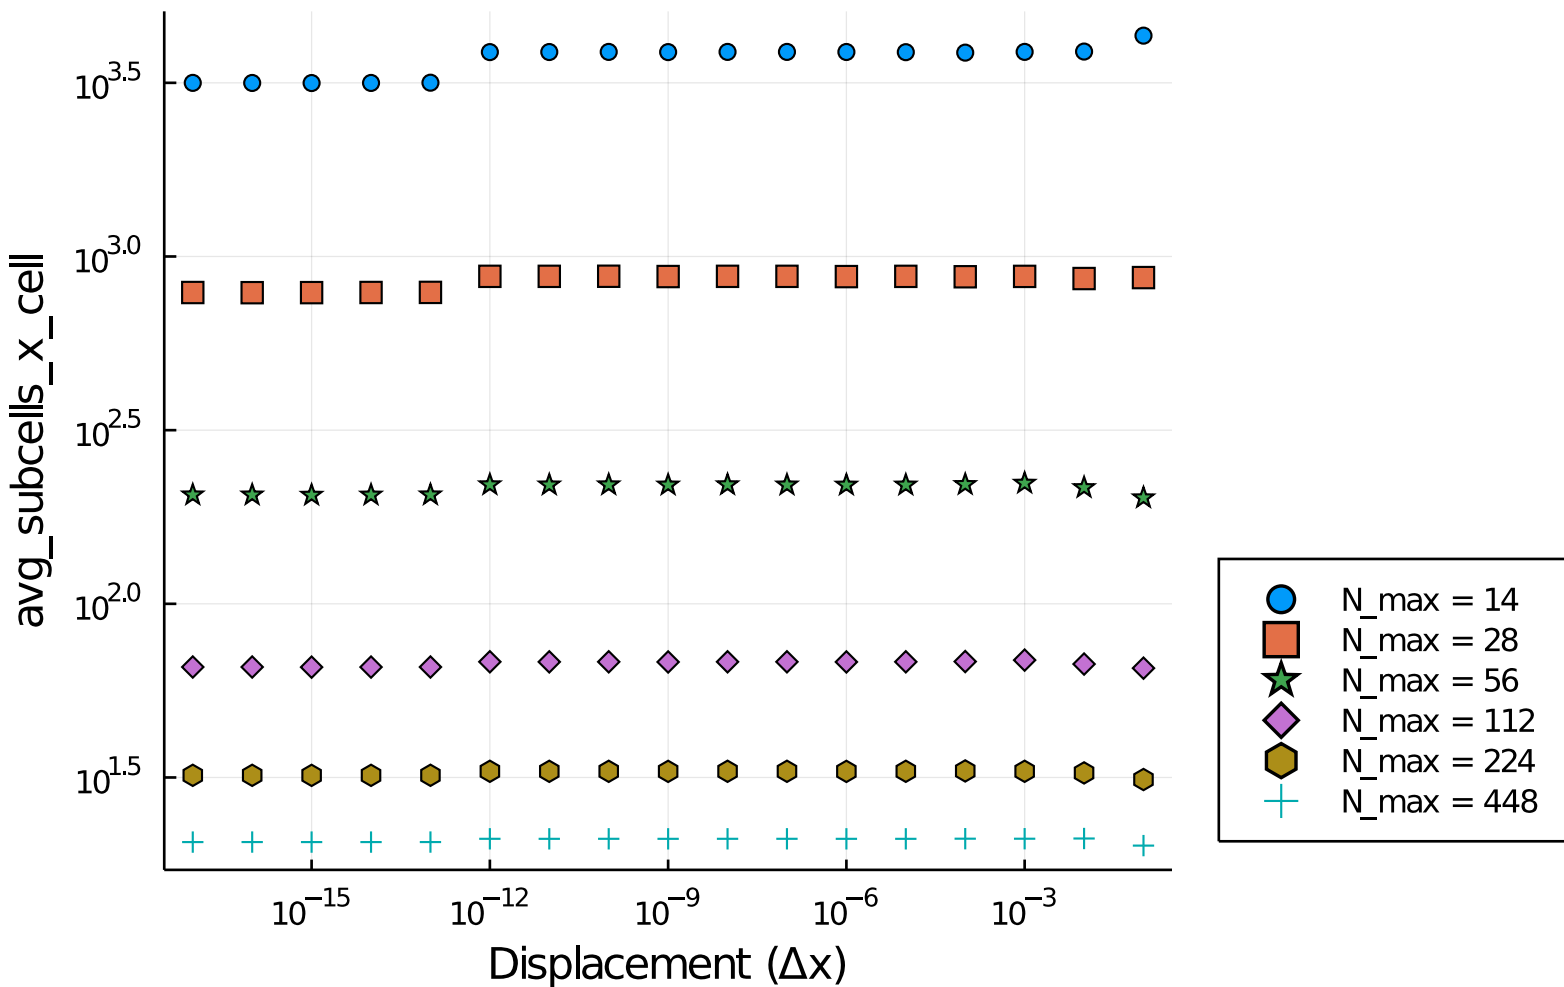 avg_subcells_x_cell
10^3.5
10^3.0
10^2.5
10^2.0
10^1.5
10^−15
10^−12
10^−9
10^−6
10^−3
Displacement (Δx)
N_max = 14
N_max = 28
N_max = 56
N_max = 112
N_max = 224
N_max = 448